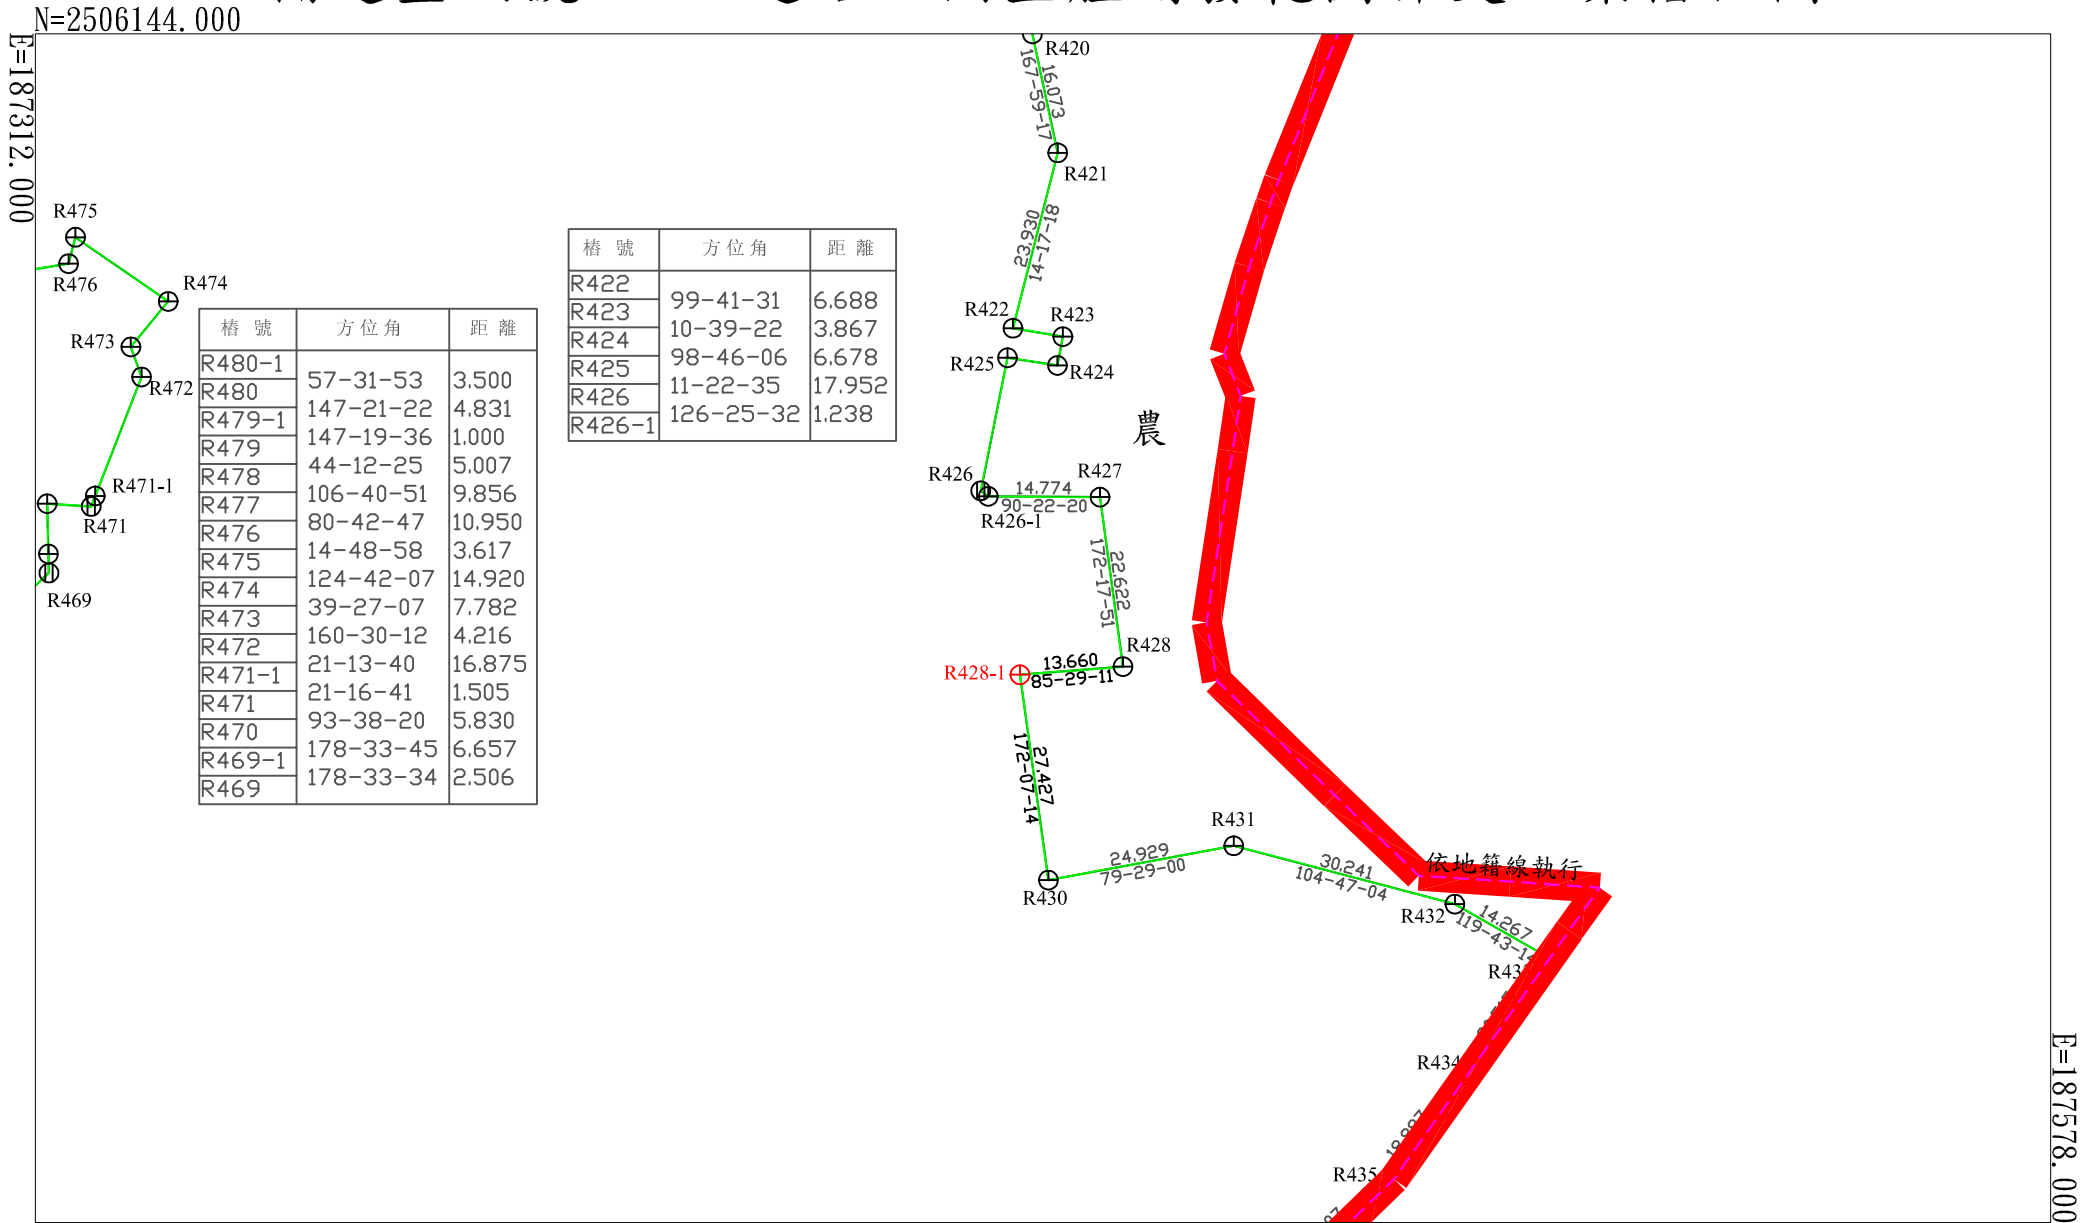 N=2506144.000
E=187312.000
R420
16.073
167-59-17
R421
23.930
14-17-18
R475
R476
R474
R473
R472
R471-1
R471
R469
樁 號 方位角 距 離
R480-1
57-31-53 3.500
R480
147-21-22 4.831
R479-1
147-19-36 1.000
R479
44-12-25 5.007
R478
106-40-51 9.856
R477
80-42-47 10.950
R476
14-48-58 3.617
R475
124-42-07 14.920
R474
39-27-07 7.782
R473
160-30-12 4.216
R472
21-13-40 16.875
R471-1
21-16-41 1.505
R471
93-38-20 5.830
R470
178-33-45 6.657
R469-1
178-33-34 2.506
R469
樁 號 方位角 距 離
R422
99-41-31 6.688
R423
10-39-22 3.867
R424
98-46-06 6.678
R425
11-22-35 17.952
R426
126-25-32 1.238
R426-1
R422
R423
R425
R424
農
R426
R427
14.774
90-22-20
R426-1
22.622
172-17-51
R428
R428-1
13.660
85-29-11
27.427
172-07-14
R431
24.929
79-29-00
R430
30.241
104-47-04
依地籍線執行
R432
14.267
119-43-1
R43
R434
R435
E=187578.000